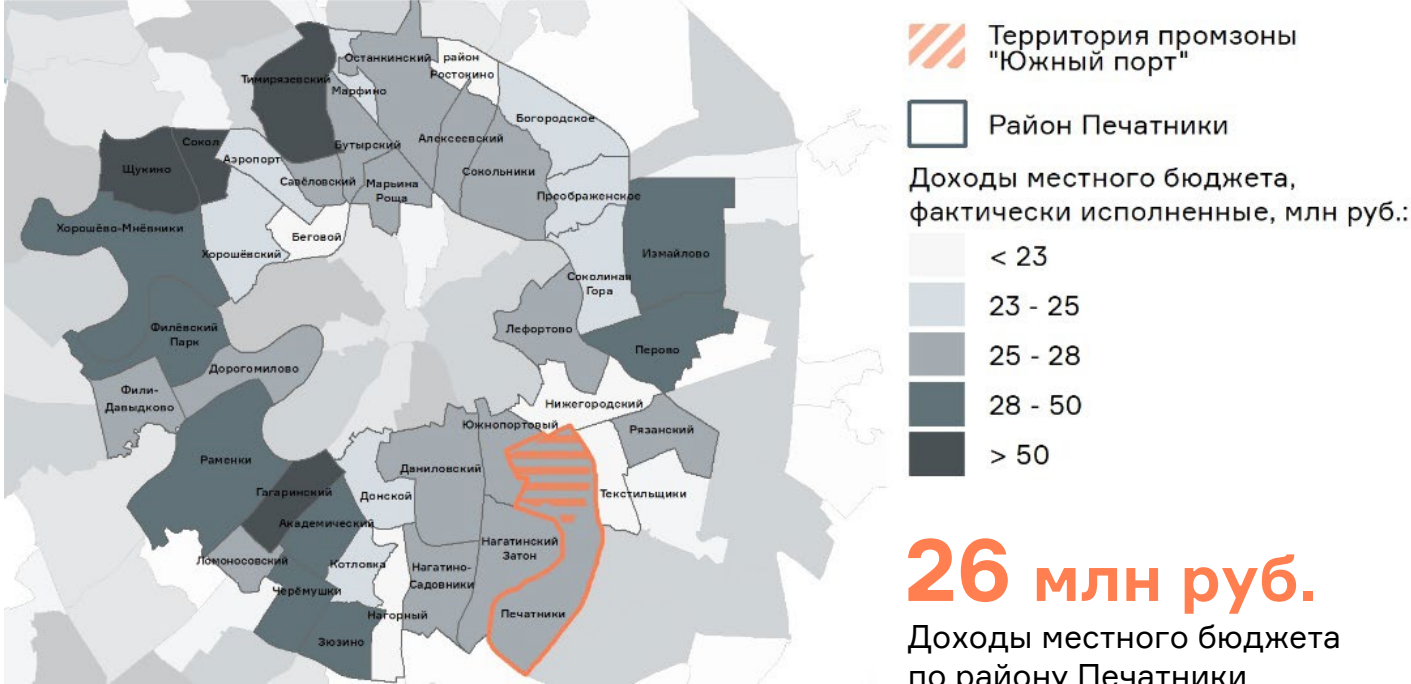 Останкинский
район
Ростокино
Тимирязевский
Марфино
Богородское
Сокол
Бутырский
Алексеевский
Щукино
Аэропорт
Савёловский
Марьина
Роща
Сокольники
Преображенское
Хорошёво-Мнёвники
Беговой
Хорошёвский
Измайлово
Соколиная
Гора
Филёвский
Парк
Лефортово
Перово
Дорогомилово
Фили-
Давыдково
Нижегородский
Южнопортовый
Рязанский
Раменки
Даниловский
Гагаринский
Донской
Текстильщики
Академический
Нагатинский
Затон
Ломоносовский
Котловка
Нагатино-
Садовники
Черёмушки
Нагорный
Печатники
Зюзино
Территория промзоны
"Южный порт"
Район Печатники
Доходы местного бюджета,
фактически исполненные, млн руб.:
< 23
23 - 25
25 - 28
28 - 50
> 50
26 млн руб.
Доходы местного бюджета
по району Печатники